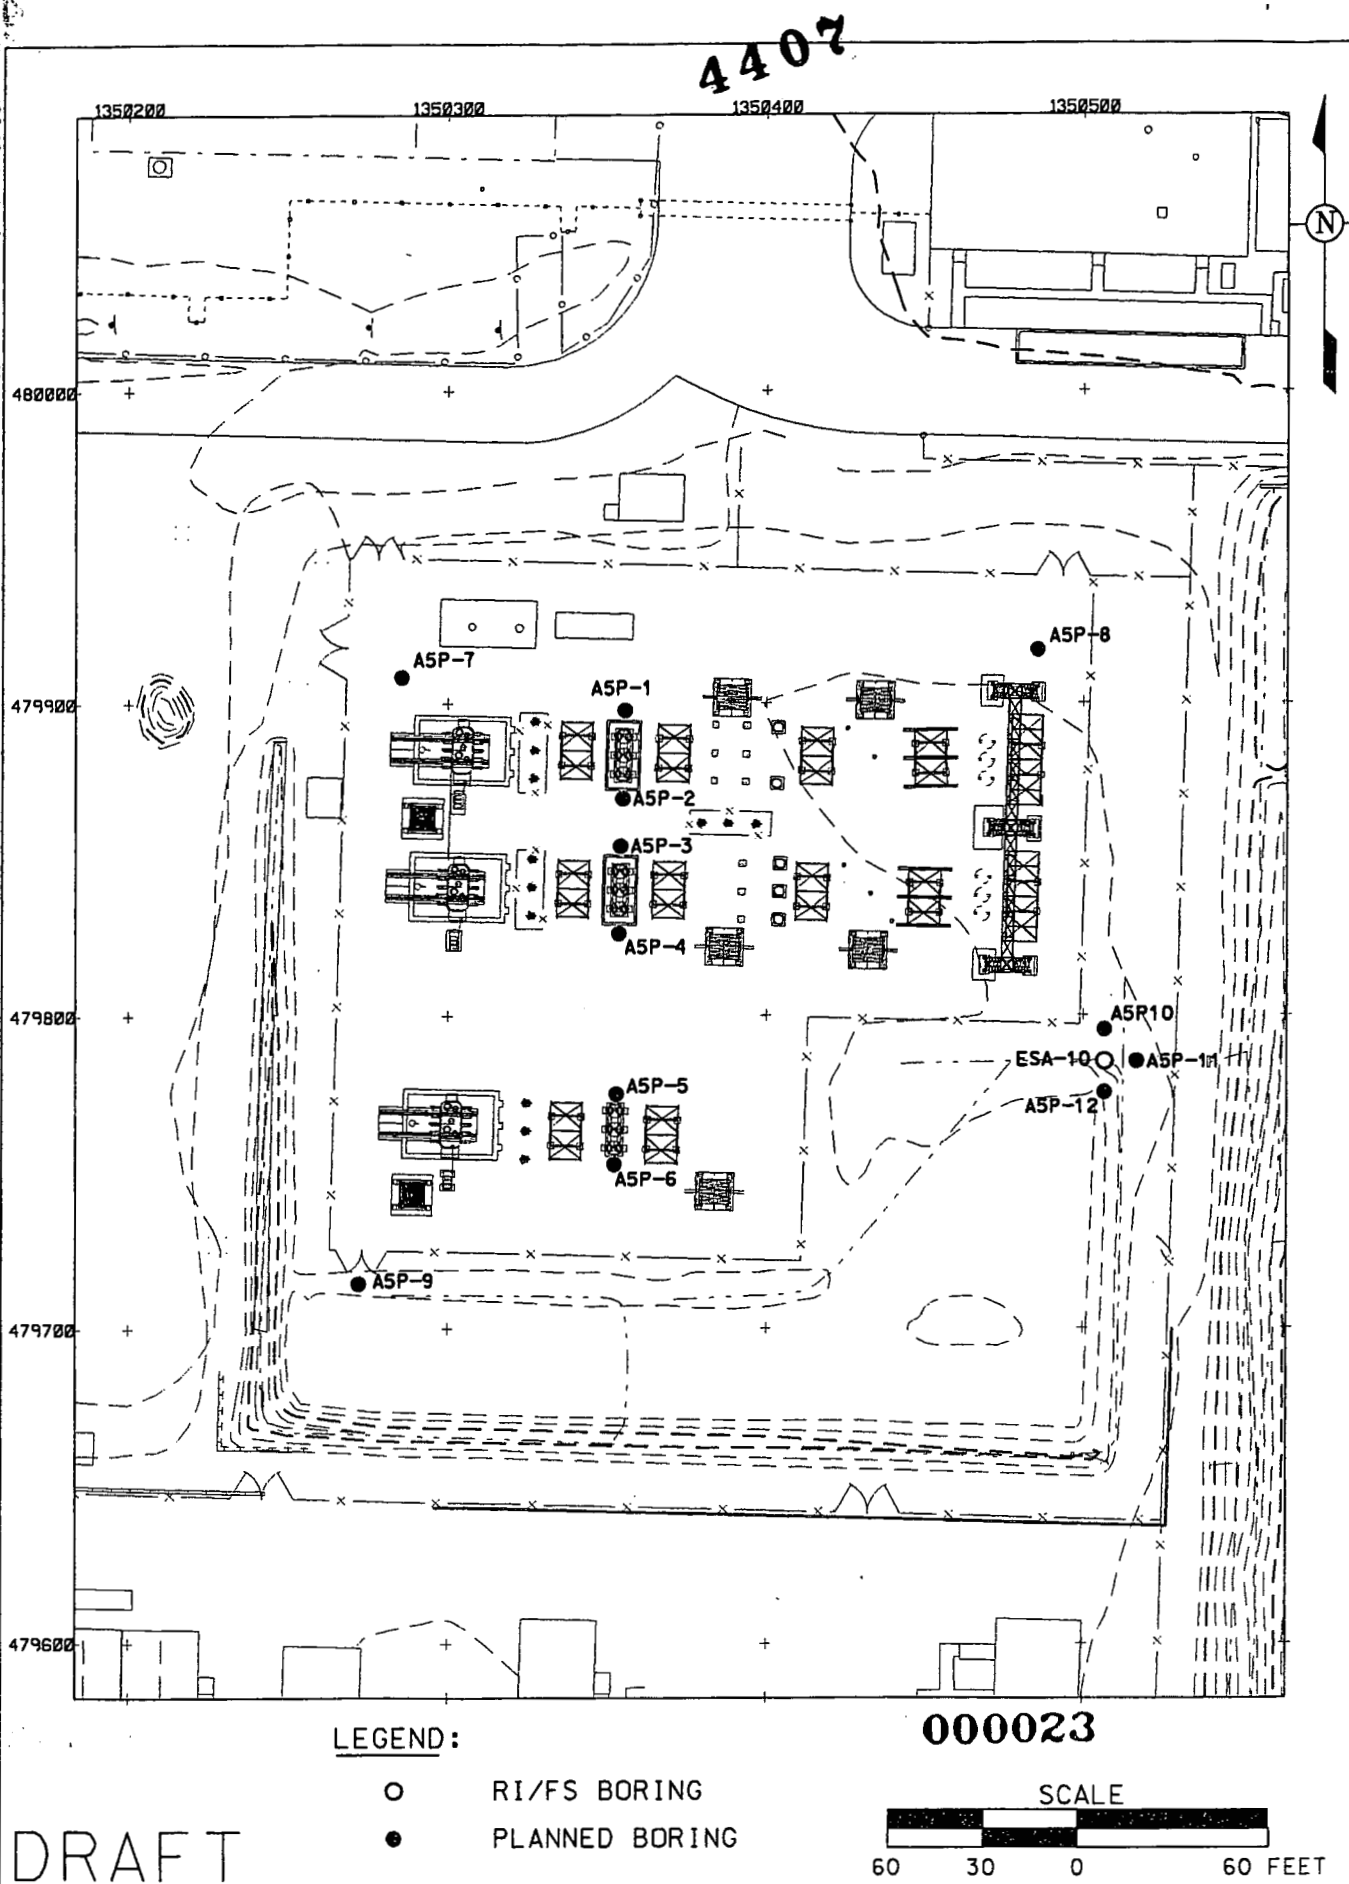 4407
1350200 1350300 1350400 1350500
N
480000
A5P-8
A5P-7
A5P-1
479900
A5P-2
A5P-3
A5P-4
479800
A5P10
ESA-10 A5P-11
A5P-5
A5P-12
A5P-6
A5P-9
479700
479600
000023
LEGEND:
RI/FS BORING
SCALE
PLANNED BORING
DRAFT
60 30 0 60 FEET